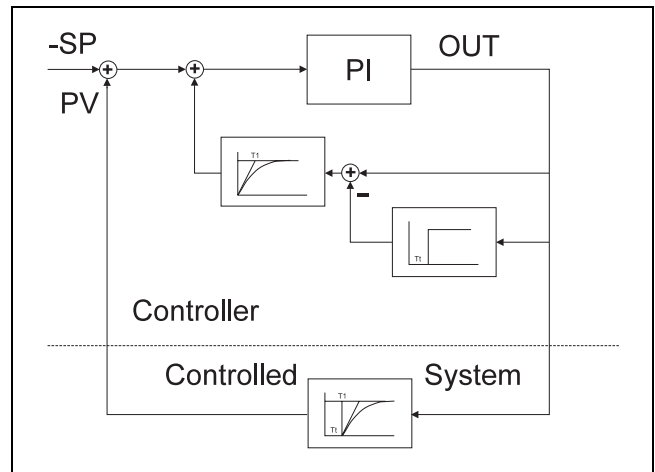 -SP
OUT
PI
PV
T1
+
+
+
-
Tt
Controller
Controlled
System
T1
Tt